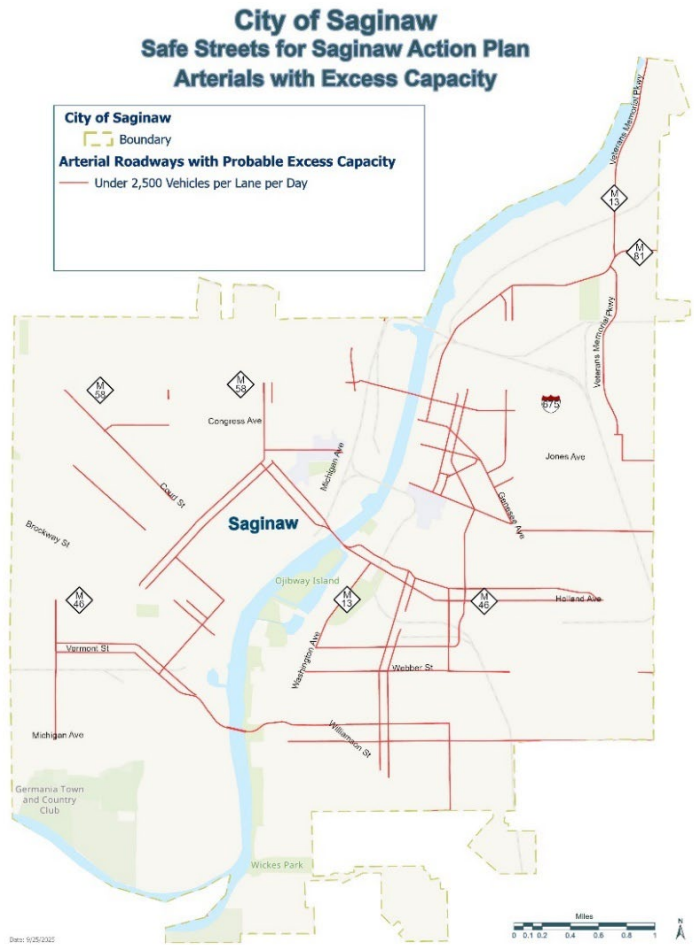 City of Saginaw
Safe Streets for Saginaw Action Plan
Arterials with Excess Capacity
City of Saginaw
Boundary
Arterial Roadways with Probable Excess Capacity
Under 2,500 Vehicles per Lane per Day
Veterans Memorial Pkwy
M
13
M
81
Veterans Memorial Pkwy
M
58
M
58
675
Congress Ave
Michigan Ave
Jones Ave
Court St
Genesee Ave
Brockway St
Saginaw
Ojibway Island
M
46
M
13
M
46
Holland Ave
Vermont St
Washington Ave
Webber St
Michigan Ave
Williamson St
Germania Town
and Country
Club
Wickes Park
Miles
0 0.1 0.2 0.4 0.6 0.8 1
N
Date: 9/25/2025